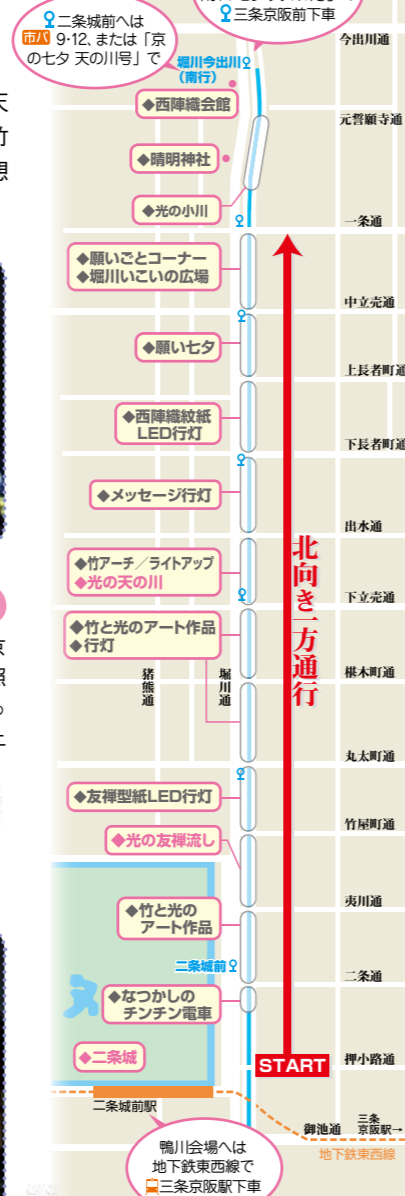 二条城前へは
市バ 9・12、または「京
の七夕 天の川号」で
三条京阪前下車
今出川通
堀川今出川
(南行)
◆西陣織会館
元誓願寺通
◆晴明神社
◆光の小川
一条通
◆願いごとコーナー
◆堀川いこいの広場
中立売通
◆願い七夕
上長者町通
◆西陣織紋紙
LED行灯
下長者町通
◆メッセージ行灯
出水通
◆竹アーチ/ライトアップ
◆光の天の川
下立売通
北向き一方通行
◆竹と光のアート作品
◆行灯
猪熊通
堀川通
椹木町通
丸太町通
◆友禅型紙LED行灯
竹屋町通
◆光の友禅流し
夷川通
◆竹と光の
アート作品
二条城前
二条通
◆なつかしの
チンチン電車
◆二条城
START
押小路通
二条城前駅
御池通
三条
京阪駅→
地下鉄東西線
鴨川会場へは
地下鉄東西線で
三条京阪駅下車
天
竹
想
京
照